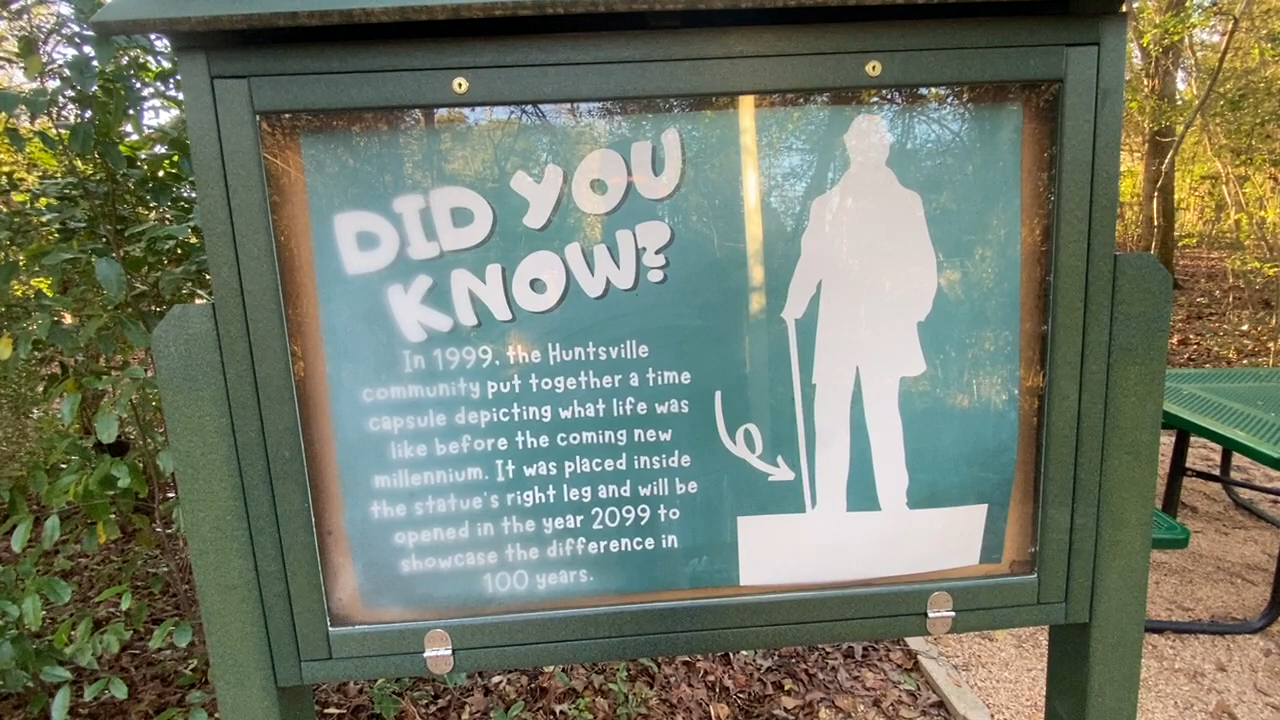 DID YOU
KNOW?
In 1999, the Huntsville
community put together a time
capsule depicting what life was
like before the coming new
millennium. It was placed inside
the statue's right leg and will be
opened in the year 2099 to
showcase the difference in
100 years.